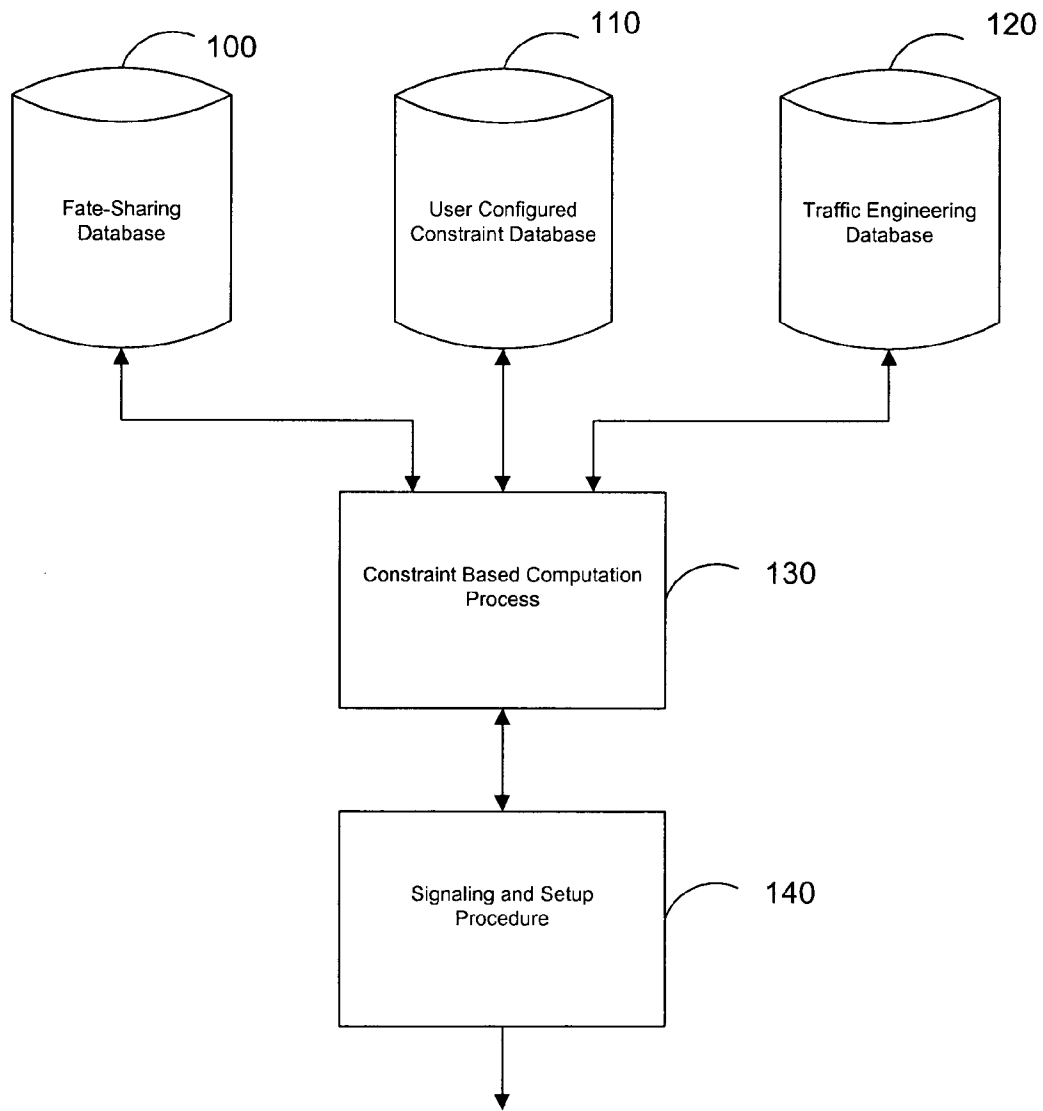 100
110
120
Fate-Sharing
Database
User Configured
Constraint Database
Traffic Engineering
Database
Constraint Based Computation
Process
130
Signaling and Setup
Procedure
140